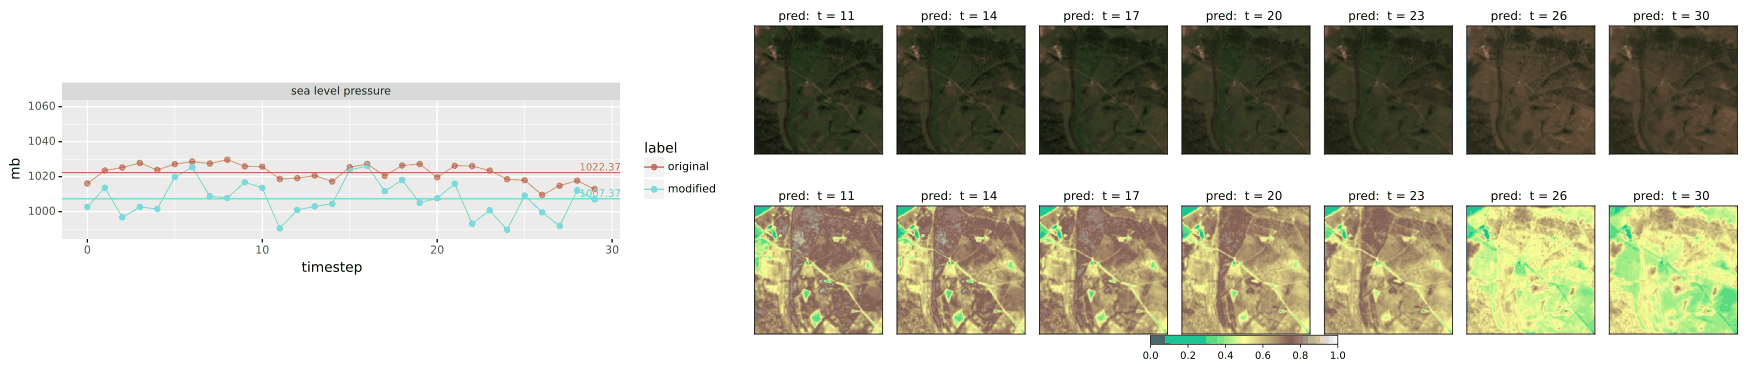 sea level pressure
1060
1040
1020
1000
mb
1022.37
1007.37
0
10
20
30
timestep
label
original
modified
pred:  t = 11
pred:  t = 14
pred:  t = 17
pred:  t = 20
pred:  t = 23
pred:  t = 26
pred:  t = 30
pred:  t = 11
pred:  t = 14
pred:  t = 17
pred:  t = 20
pred:  t = 23
pred:  t = 26
pred:  t = 30
0.0 0.2 0.4 0.6 0.8 1.0